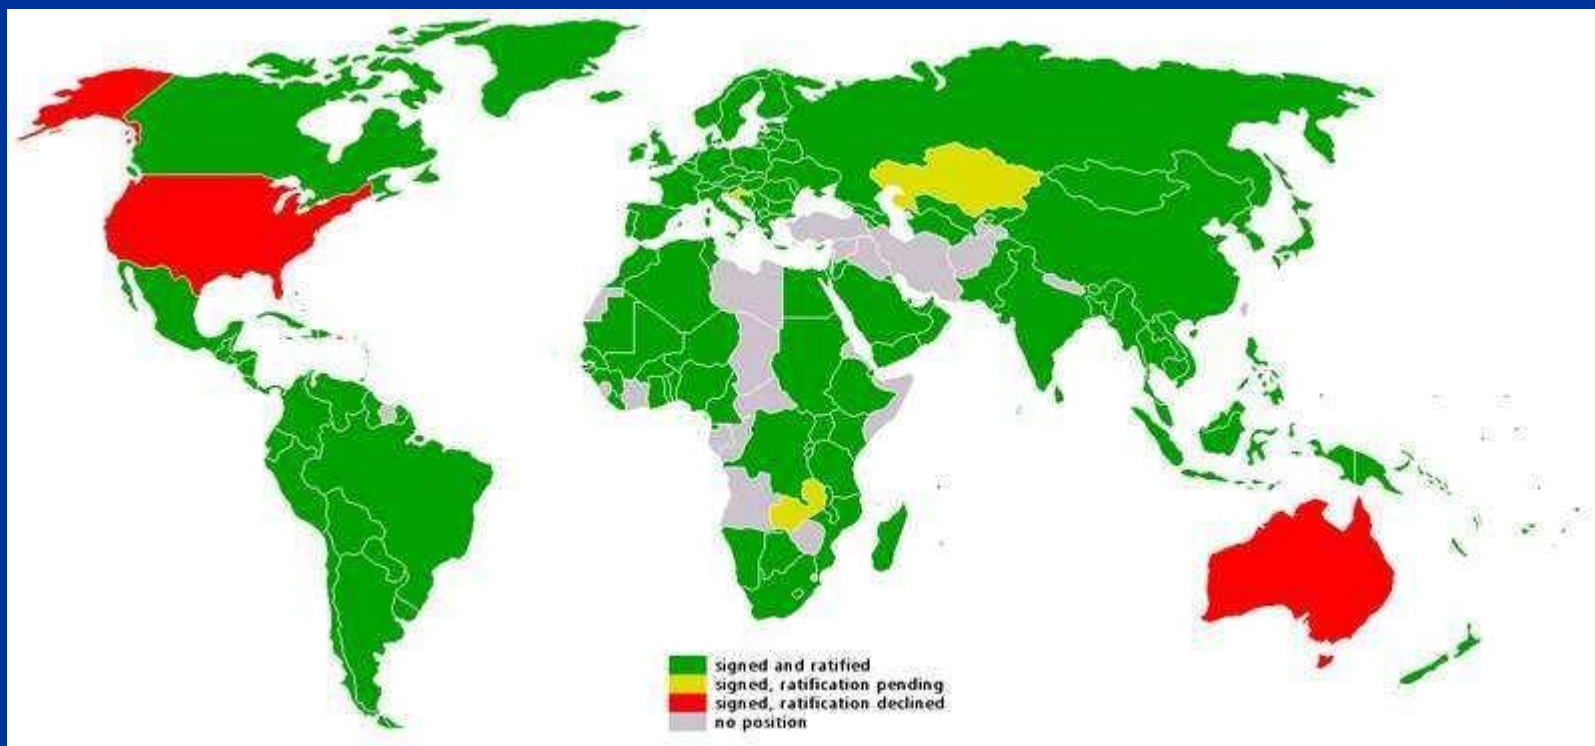 signed and ratified
signed, ratification pending
signed, ratification declined
no position